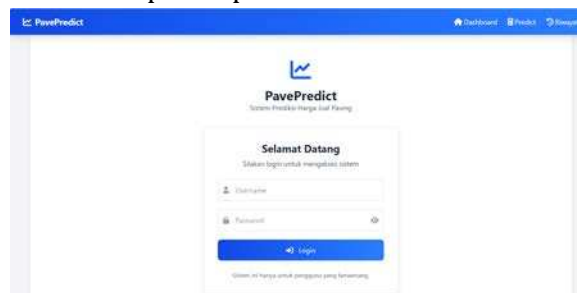 PavePredict
Dashboard Predict Riwayat
PavePredict
Sistem Prediksi Harga Jual Paving
Selamat Datang
Silakan login untuk mengakses sistem
Username
Password
Login
Sistem ini hanya untuk pengguna yang berwenang.